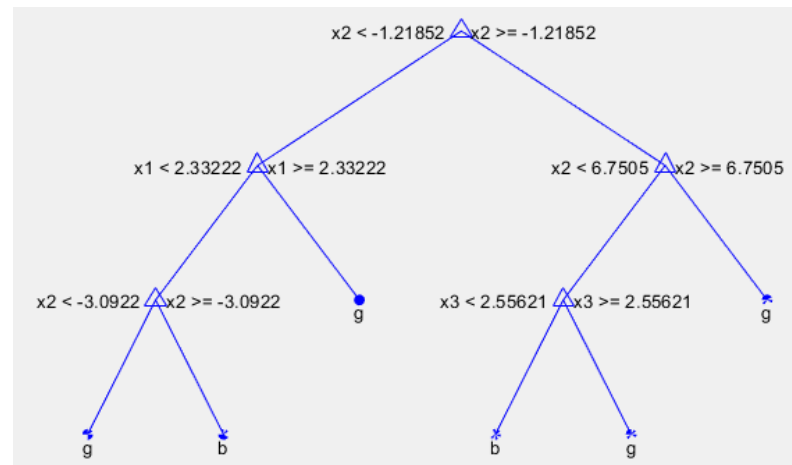 x2 < -1.21852 x2 >= -1.21852
x1 < 2.33222 x1 >= 2.33222
x2 < 6.7505 x2 >= 6.7505
x2 < -3.0922 x2 >= -3.0922
g
x3 < 2.55621 x3 >= 2.55621
g
g
b
b
g